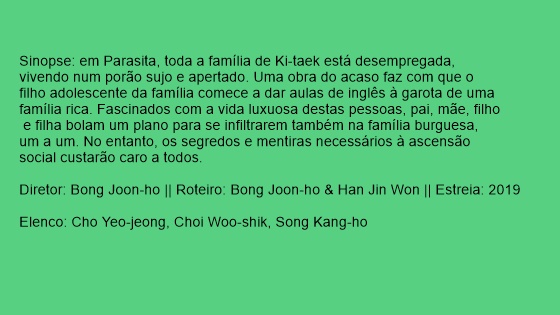 Sinopse: em Parasita, toda a família de Ki-taek está desempregada,
vivendo num porão sujo e apertado. Uma obra do acaso faz com que o
filho adolescente da família comece a dar aulas de inglês à garota de uma
família rica. Fascinados com a vida luxuosa destas pessoas, pai, mãe, filho
e filha bolam um plano para se infiltrarem também na família burguesa,
um a um. No entanto, os segredos e mentiras necessários à ascensão
social custarão caro a todos.
Diretor: Bong Joon-ho || Roteiro: Bong Joon-ho & Han Jin Won || Estreia: 2019
Elenco: Cho Yeo-jeong, Choi Woo-shik, Song Kang-ho